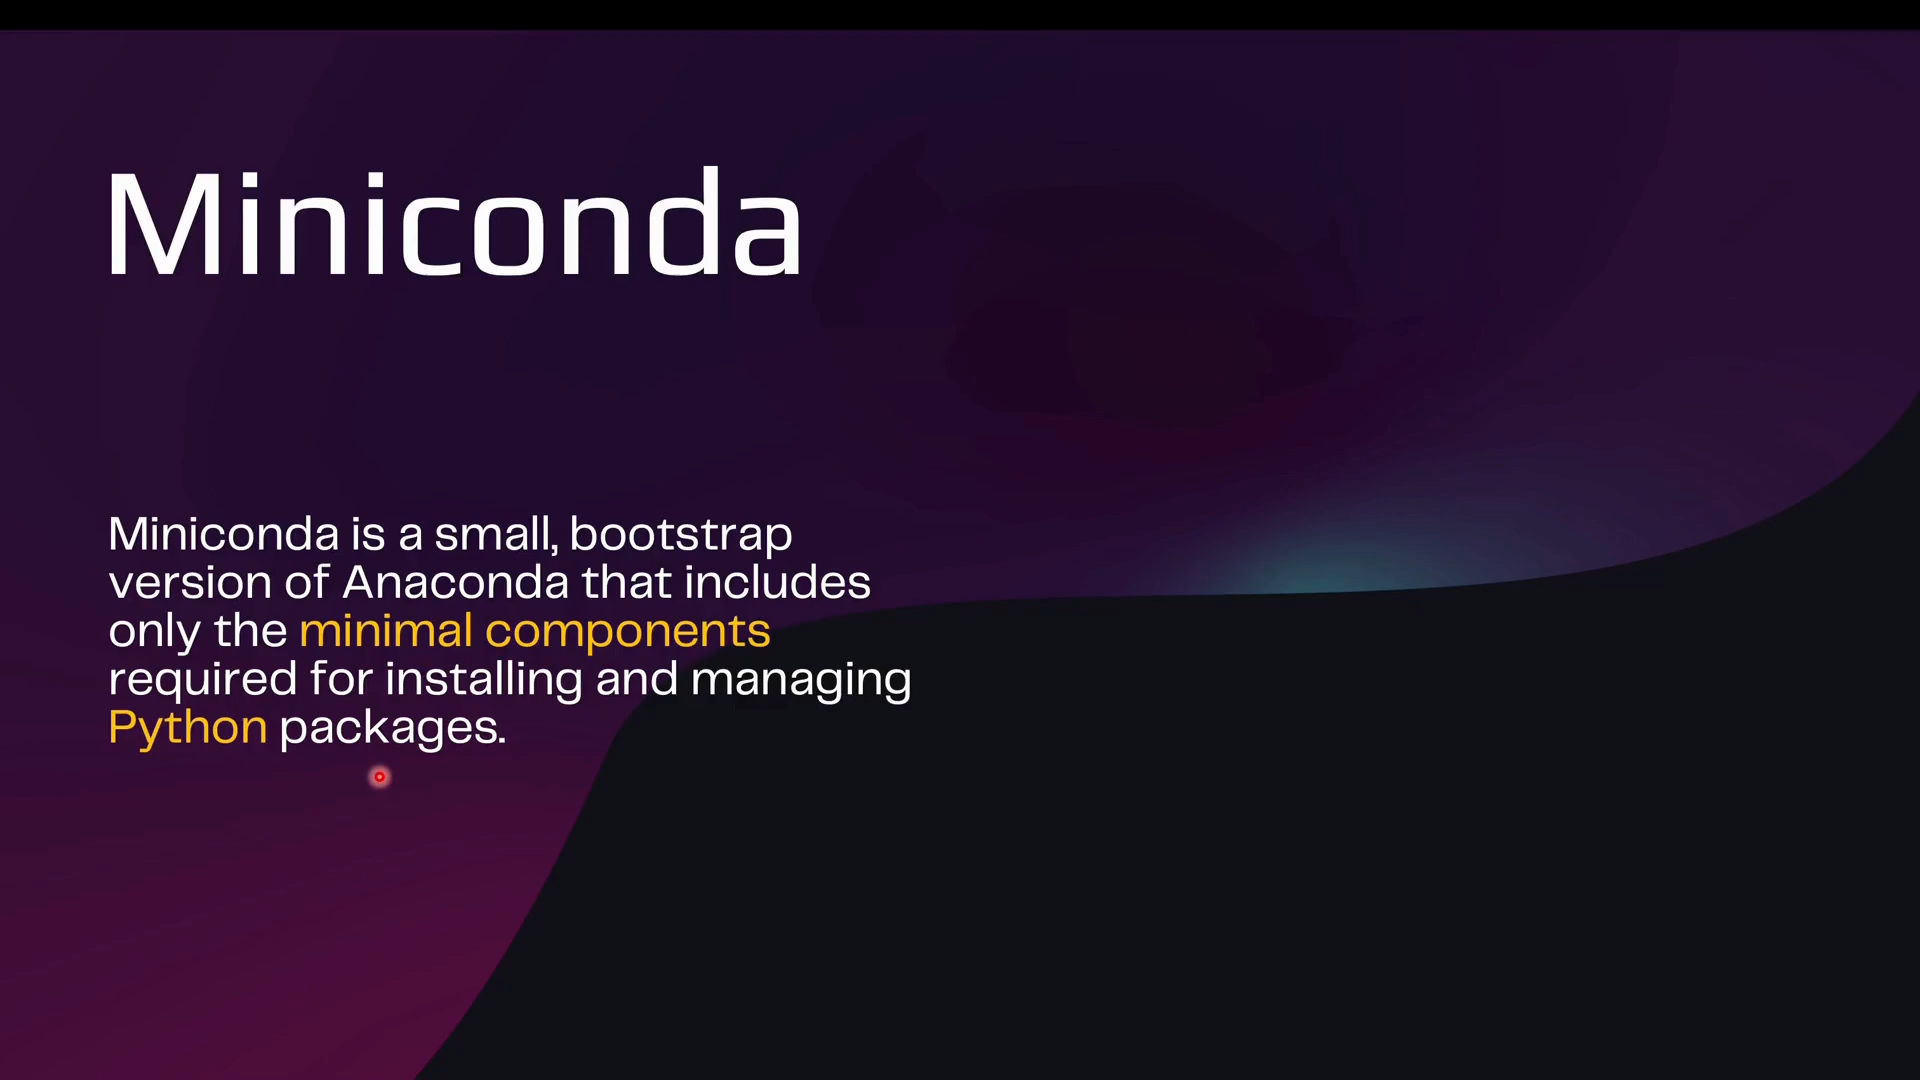 Miniconda
Miniconda is a small, bootstrap
version of Anaconda that includes
only the minimal components
required for installing and managing
Python packages.